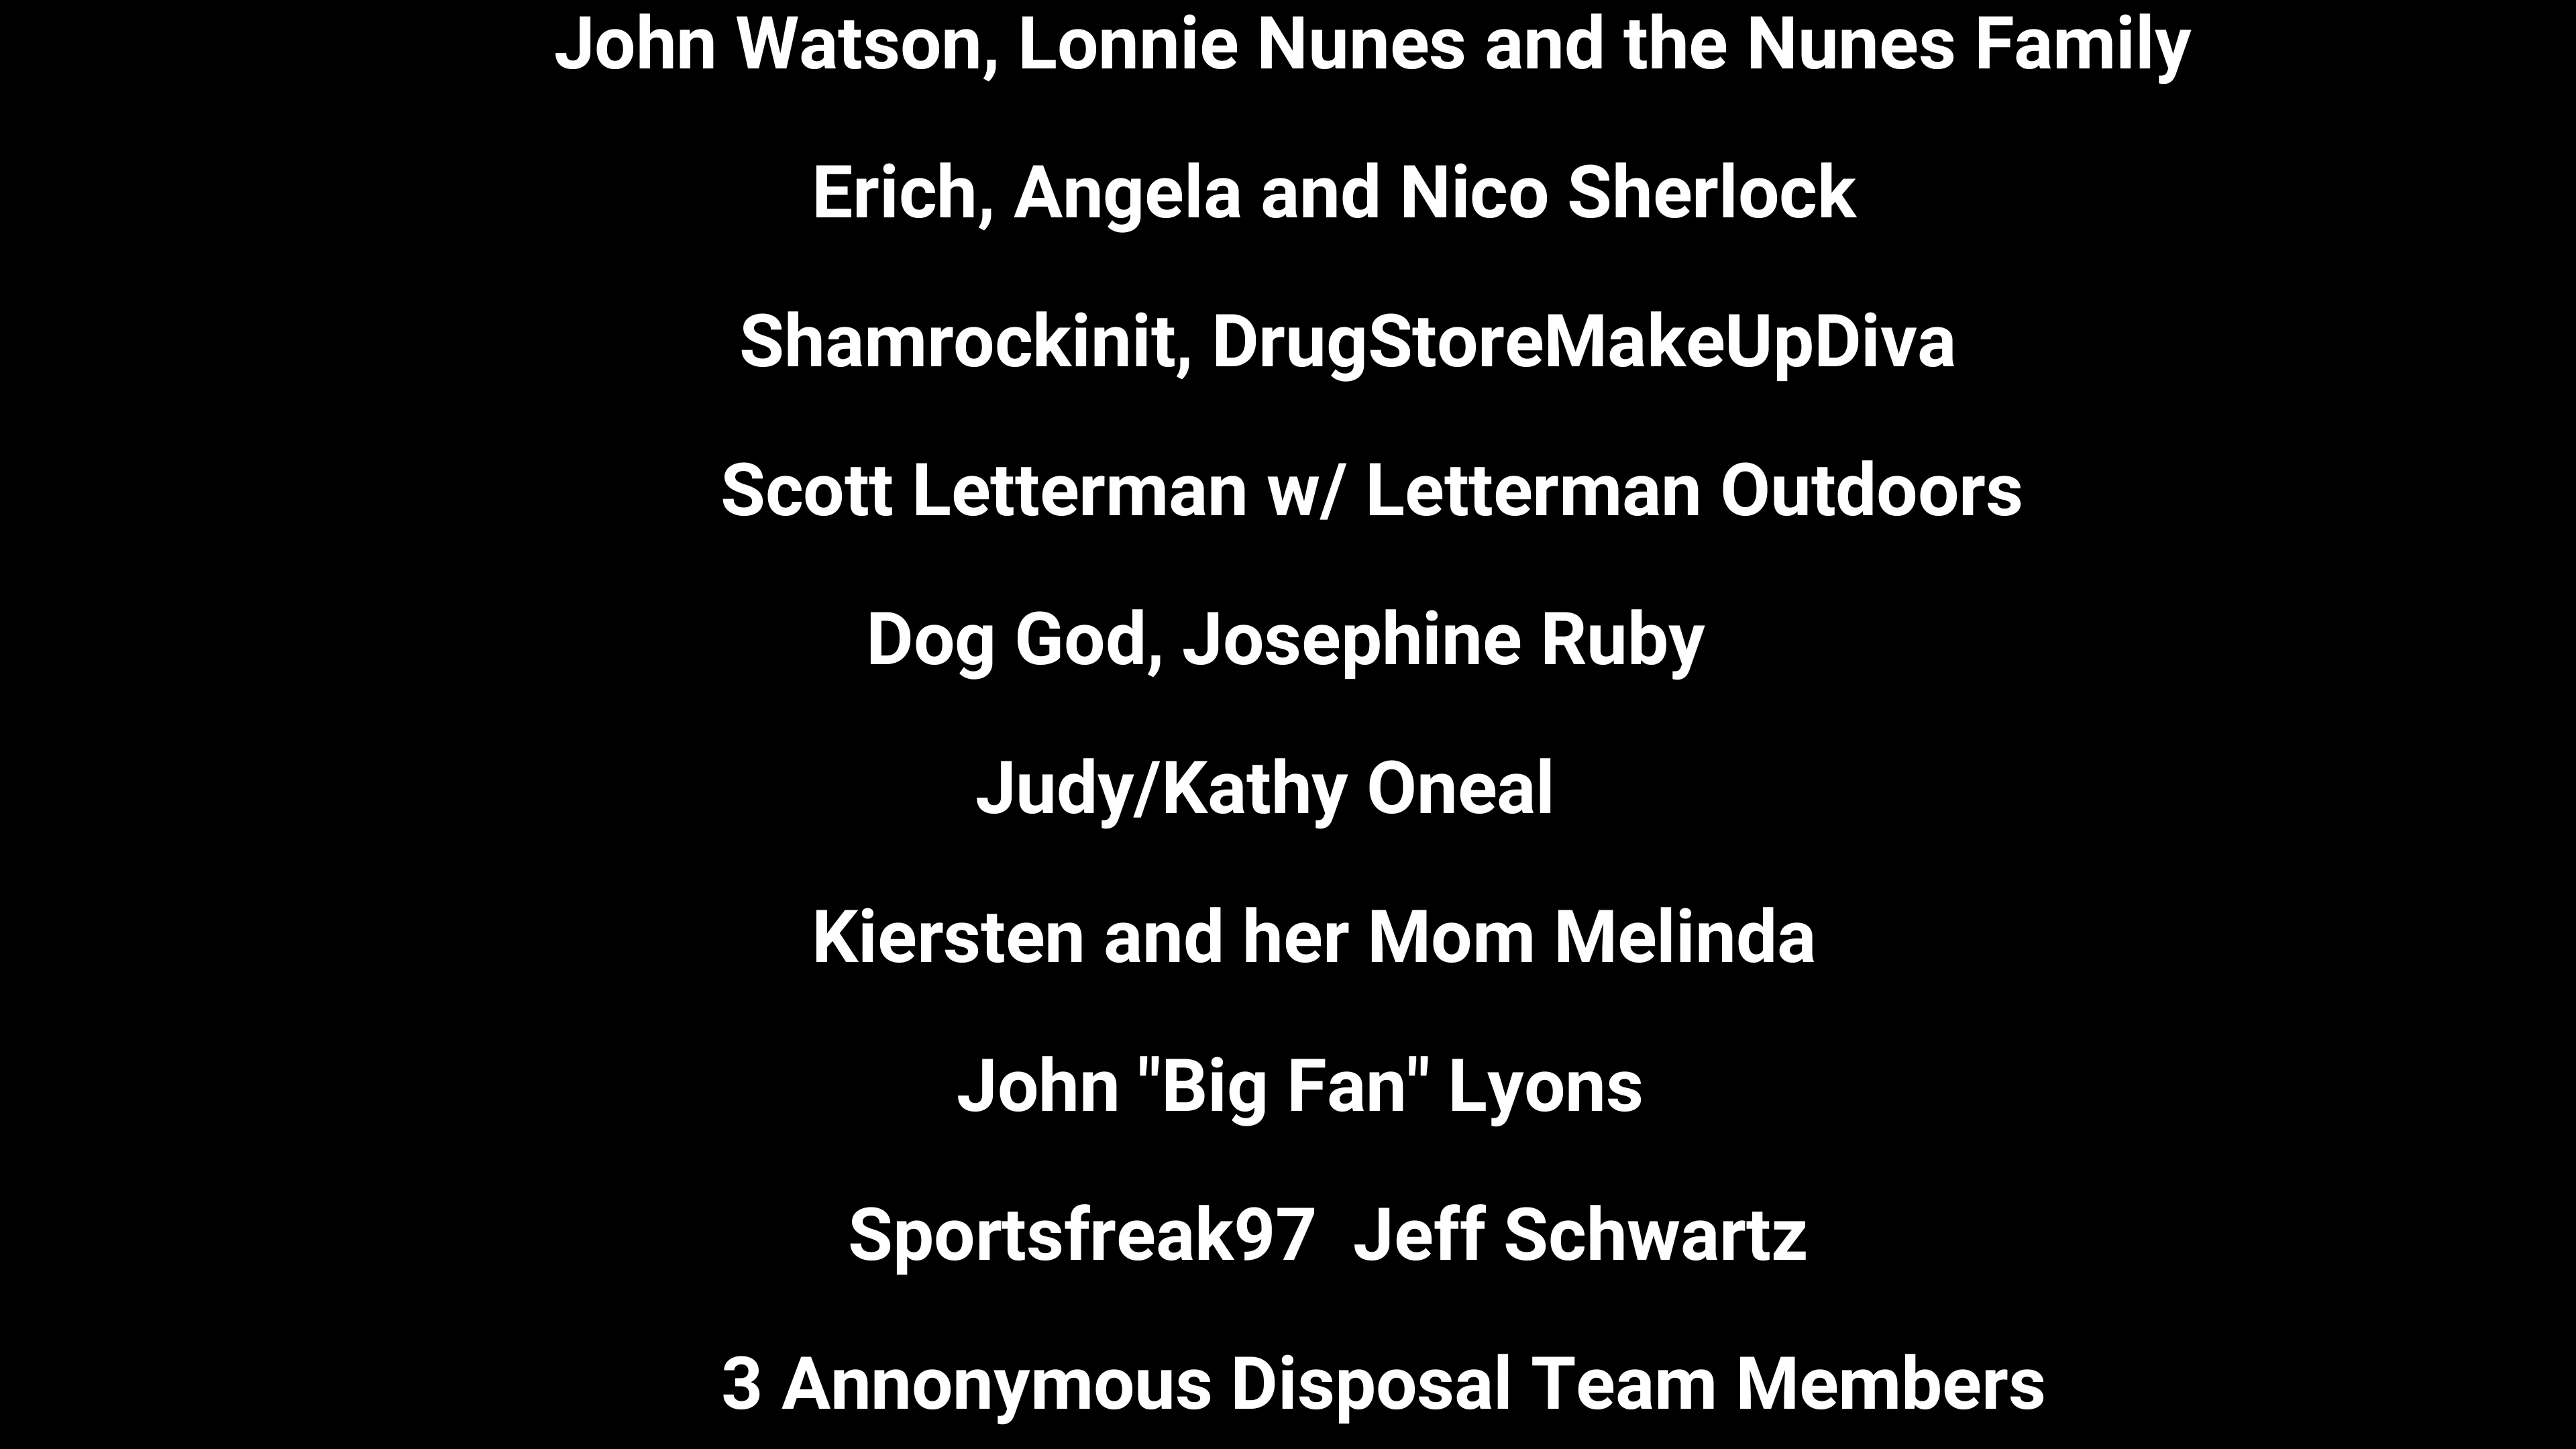 John Watson, Lonnie Nunes and the Nunes Family
Erich, Angela and Nico Sherlock
Shamrockinit, DrugStoreMakeUpDiva
Scott Letterman w/ Letterman Outdoors
Dog God, Josephine Ruby
Judy/Kathy Oneal
Kiersten and her Mom Melinda
John "Big Fan" Lyons
Sportsfreak97  Jeff Schwartz
3 Annonymous Disposal Team Members